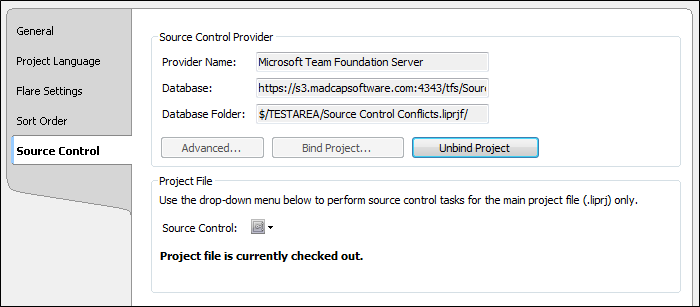 General
Project Language
Flare Settings
Sort Order
Source Control
Source Control Provider
Provider Name: Microsoft Team Foundation Server
Database: https://s3.madcapsoftware.com:4343/tfs/Sour
Database Folder: $/TESTAREA/Source Control Conflicts.liprj/
Advanced... Bind Project... Unbind Project
Project File
Use the drop-down menu below to perform source control tasks for the main project file (.liprj) only.
Source Control:
Project file is currently checked out.